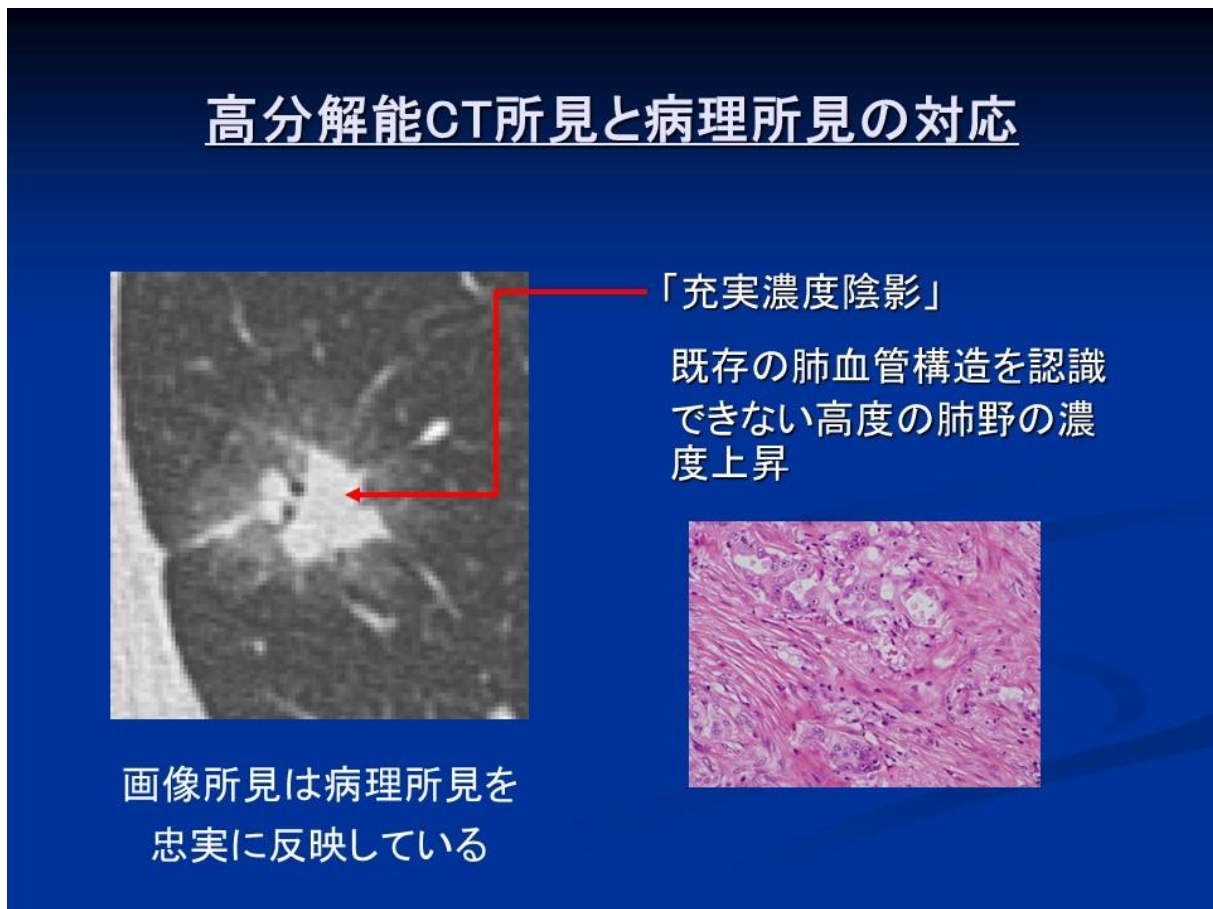 高分解能CT所見と病理所見の対応
「充実濃度陰影」
既存の肺血管構造を認識
できない高度の肺野の濃
度上昇
画像所見は病理所見を
忠実に反映している